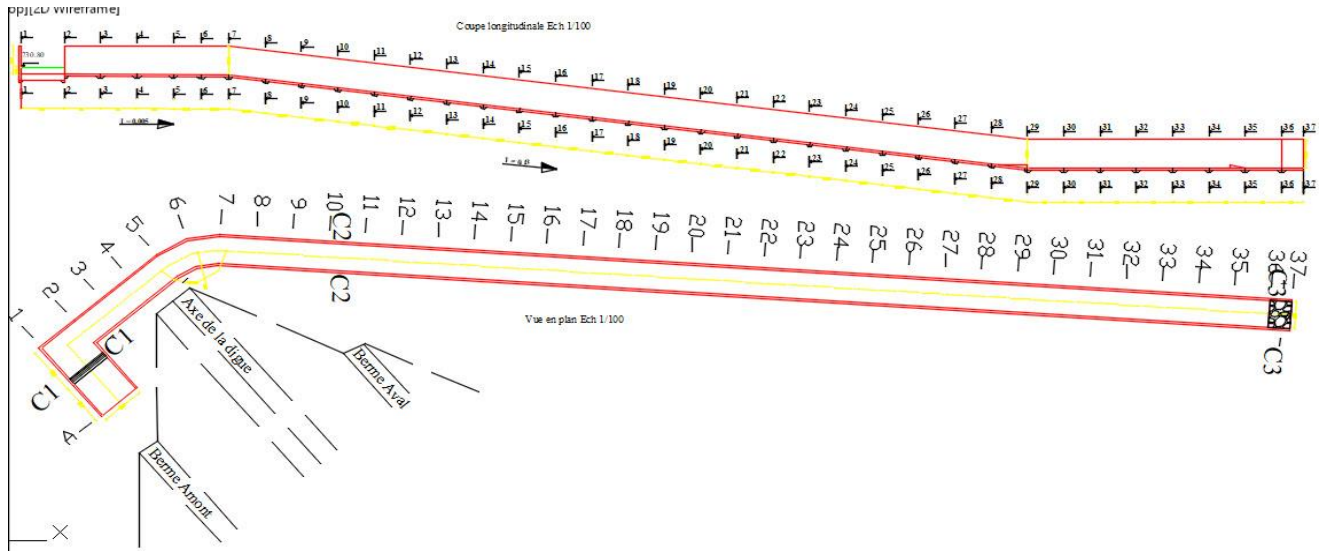 pp][2D Wireframe]
Coupe longitudinale Ech 1/100
1 2 3 4 5 6 7 8 9 10 11 12 13 14 15 16 17 18 19 20 21 22 23 24 25 26 27 28 29 30 31 32 33 34 35 36 37
730.80
1 2 3 4 5 6 7 8 9 10 11 12 13 14 15 16 17 18 19 20 21 22 23 24 25 26 27 28 29 30 31 32 33 34 35 36 37
I = 0.005
1 2 3 4 5 6 7 8 9 10 11 12 13 14 15 16 17 18 19 20 21 22 23 24 25 26 27 28 29 30 31 32 33 34 35 36 37
C2
C2
C3
C3
C1
C1
A
Vue en plan Ech 1/100
Axe de la digue
Berme Aval
Berme Amont
X